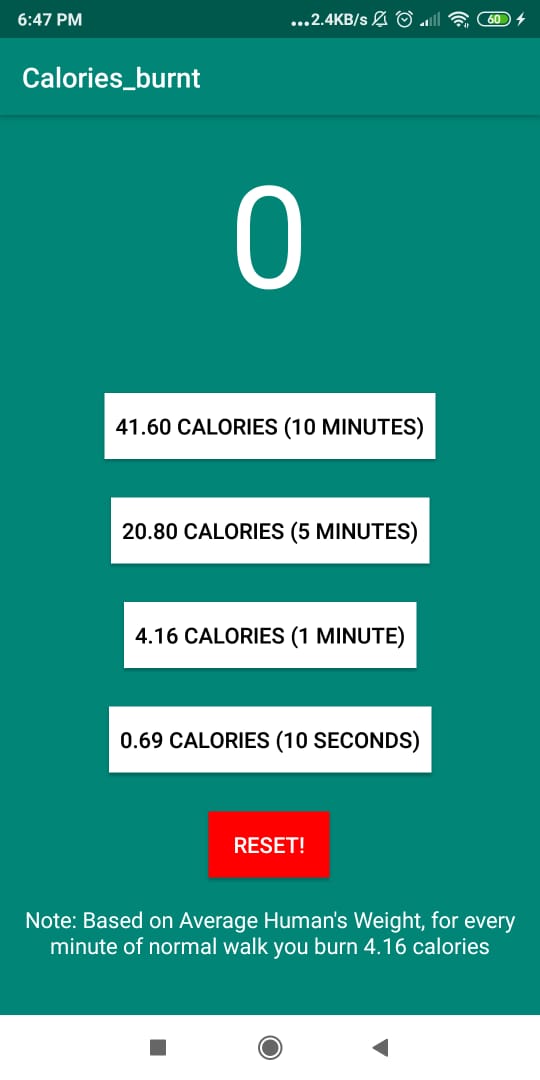 6:47 PM ...2.4KB/s 60
Calories_burnt
0
41.60 CALORIES (10 MINUTES)
20.80 CALORIES (5 MINUTES)
4.16 CALORIES (1 MINUTE)
0.69 CALORIES (10 SECONDS)
RESET!
Note: Based on Average Human's Weight, for every
minute of normal walk you burn 4.16 calories